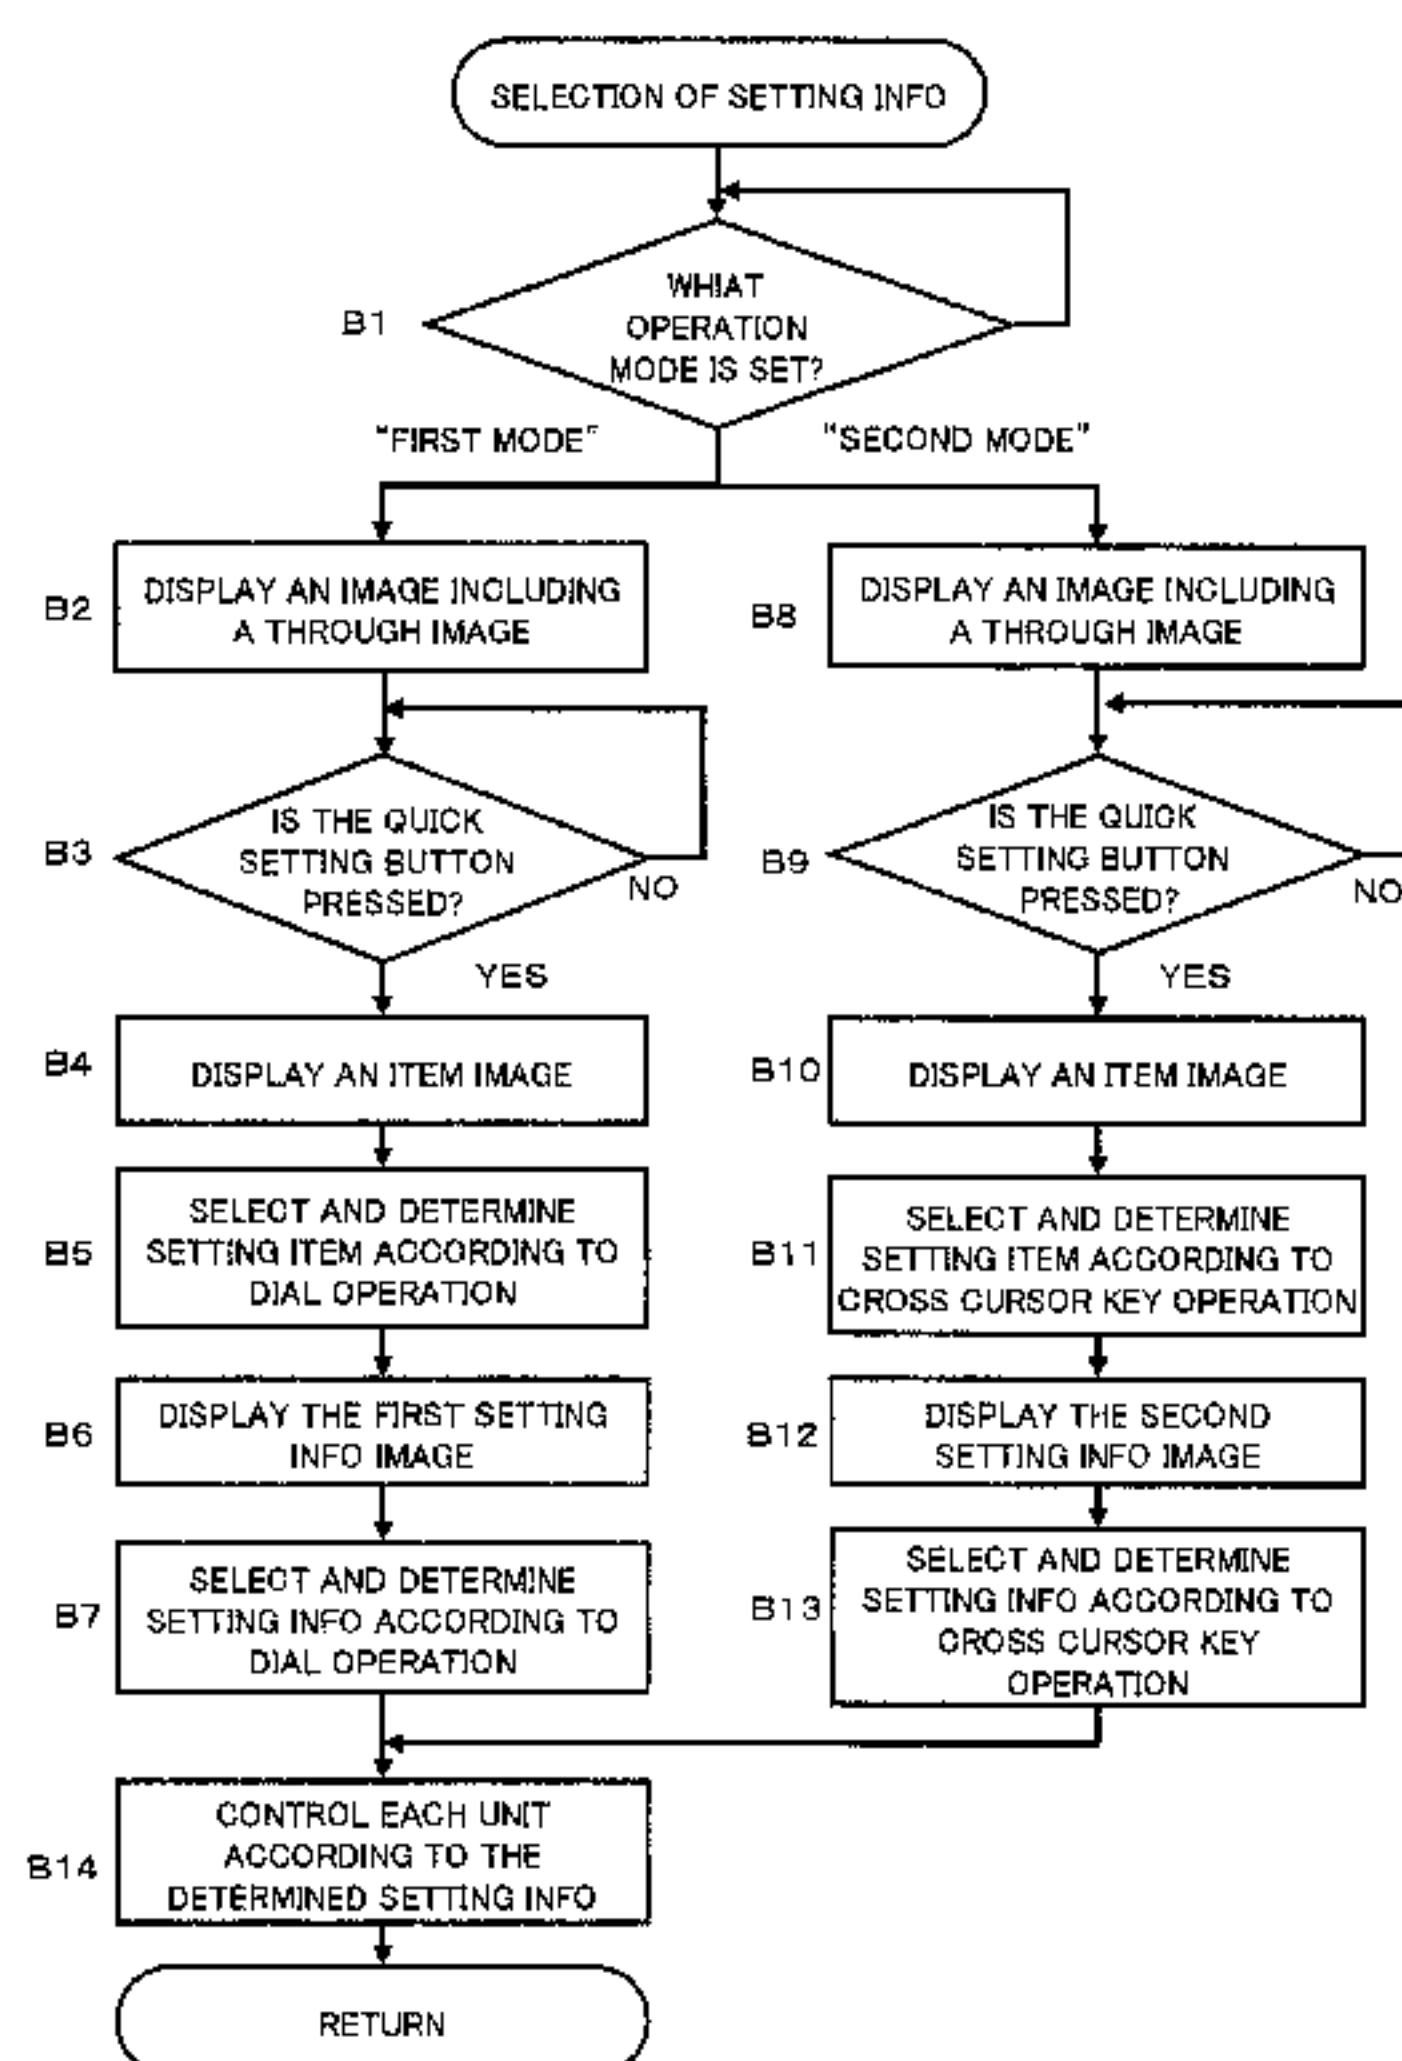 SELECTION OF SETTING INFO
B1
WHIAT
OPERATION
MODE IS SET?
"FIRST MODE"
"SECOND MODE"
B2
DISPLAY AN IMAGE INCLUDING
A THROUGH IMAGE
B3
IS THE QUICK
SETTING BUTTON
PRESSED?
NO
YES
B4
DISPLAY AN ITEM IMAGE
B5
SELECT AND DETERMINE
SETTING ITEM ACCORDING TO
DIAL OPERATION
B6
DISPLAY THE FIRST SETTING
INFO IMAGE
B7
SELECT AND DETERMINE
SETTING INFO ACCORDING TO
DIAL OPERATION
B8
DISPLAY AN IMAGE INCLUDING
A THROUGH IMAGE
B9
IS THE QUICK
SETTING BUTTON
PRESSED?
NO
YES
B10
DISPLAY AN ITEM IMAGE
B11
SELECT AND DETERMINE
SETTING ITEM ACCORDING TO
CROSS CURSOR KEY OPERATION
B12
DISPLAY THE SECOND
SETTING INFO IMAGE
B13
SELECT AND DETERMINE
SETTING INFO ACCORDING TO
CROSS CURSOR KEY
OPERATION
B14
CONTROL EACH UNIT
ACCORDING TO THE
DETERMINED SETTING INFO
RETURN